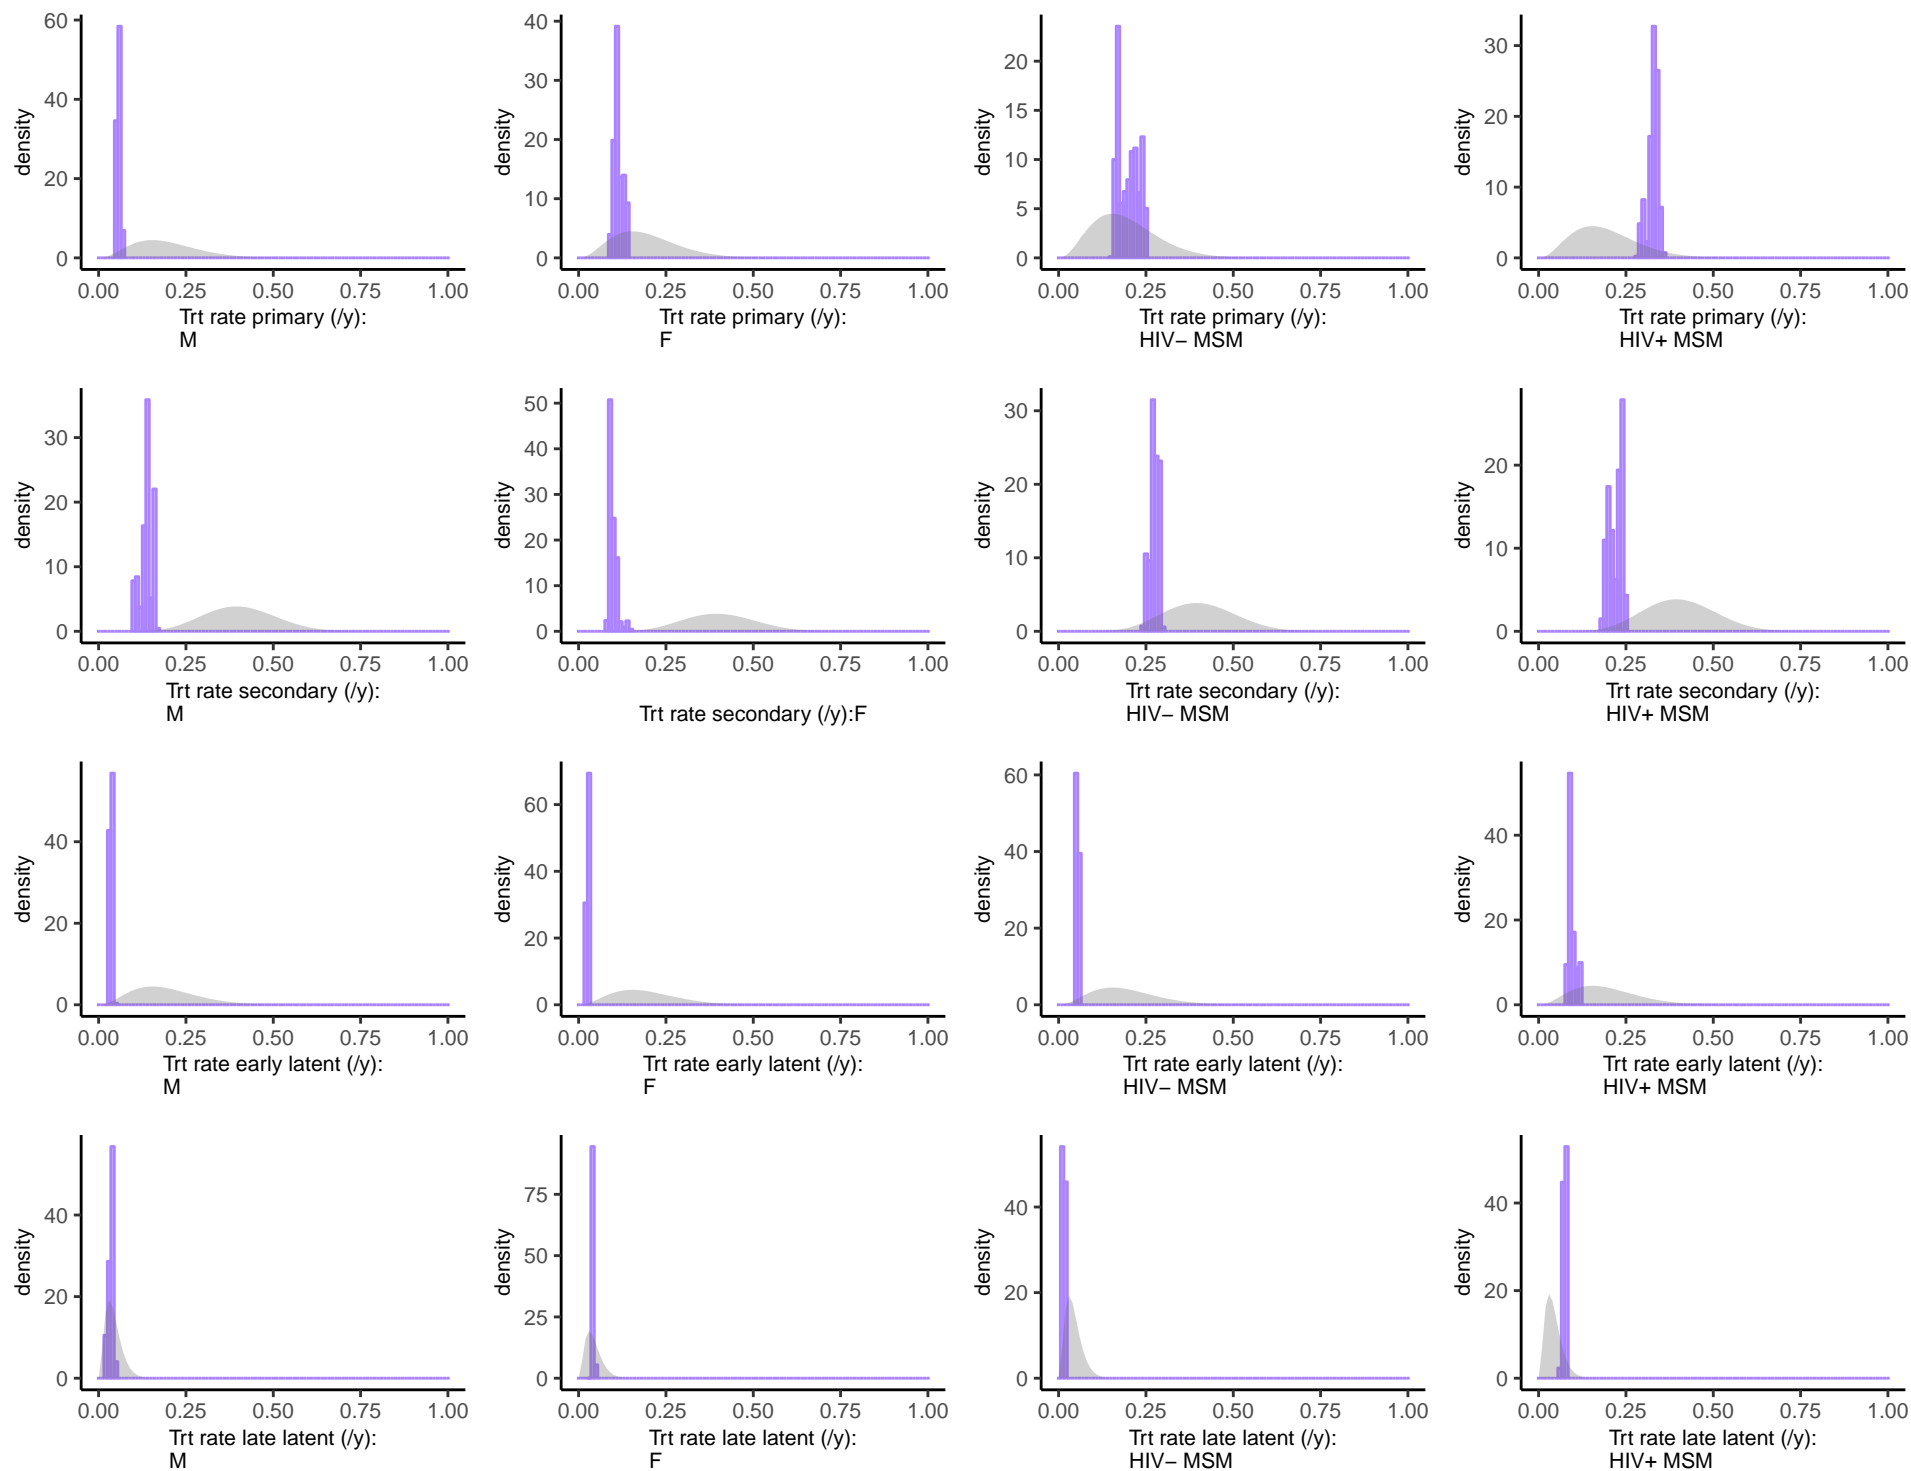 60
40
20
0
density
0.00 0.25 0.50 0.75 1.00
Trt rate primary (/y):
M
40
30
20
10
0
density
0.00 0.25 0.50 0.75 1.00
Trt rate primary (/y):
F
20
15
10
5
0
density
0.00 0.25 0.50 0.75 1.00
Trt rate primary (/y):
HIV− MSM
30
20
10
0
density
0.00 0.25 0.50 0.75 1.00
Trt rate primary (/y):
HIV+ MSM
30
20
10
0
density
0.00 0.25 0.50 0.75 1.00
Trt rate secondary (/y):
M
50
40
30
20
10
0
density
0.00 0.25 0.50 0.75 1.00
Trt rate secondary (/y):F
30
20
10
0
density
0.00 0.25 0.50 0.75 1.00
Trt rate secondary (/y):
HIV− MSM
20
10
0
density
0.00 0.25 0.50 0.75 1.00
Trt rate secondary (/y):
HIV+ MSM
40
20
0
density
0.00 0.25 0.50 0.75 1.00
Trt rate early latent (/y):
M
60
40
20
0
density
0.00 0.25 0.50 0.75 1.00
Trt rate early latent (/y):
F
60
40
20
0
density
0.00 0.25 0.50 0.75 1.00
Trt rate early latent (/y):
HIV− MSM
40
20
0
density
0.00 0.25 0.50 0.75 1.00
Trt rate early latent (/y):
HIV+ MSM
40
20
0
density
0.00 0.25 0.50 0.75 1.00
Trt rate late latent (/y):
M
75
50
25
0
density
0.00 0.25 0.50 0.75 1.00
Trt rate late latent (/y):
F
40
20
0
density
0.00 0.25 0.50 0.75 1.00
Trt rate late latent (/y):
HIV− MSM
40
20
0
density
0.00 0.25 0.50 0.75 1.00
Trt rate late latent (/y):
HIV+ MSM